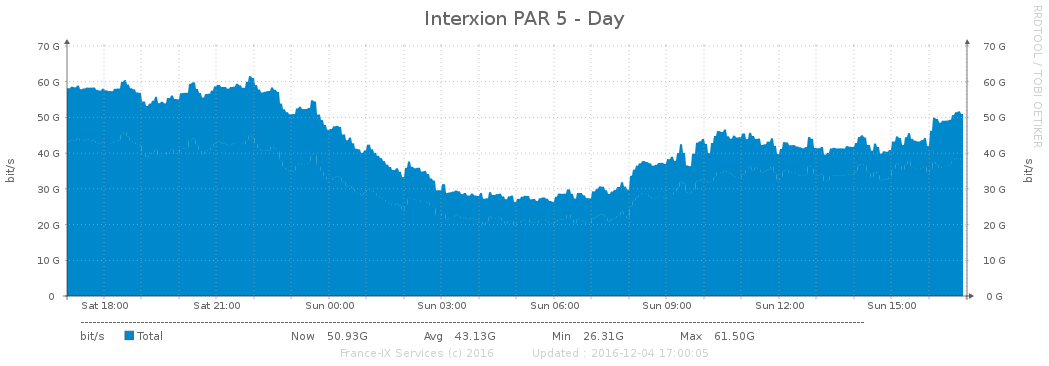 Interxion PAR 5 - Day
RRDTOOL / TOBI OETIKER
70 G 70 G
60 G 60 G
50 G 50 G
40 G 40 G
30 G 30 G
20 G 20 G
10 G 10 G
0 0 G
bit/s bit/s
Sat 18:00 Sat 21:00 Sun 00:00 Sun 03:00 Sun 06:00 Sun 09:00 Sun 12:00 Sun 15:00
bit/s Total Now 50.93G Avg 43.13G Min 26.31G Max 61.50G
France-IX Services (c) 2016 Updated : 2016-12-04 17:00:05